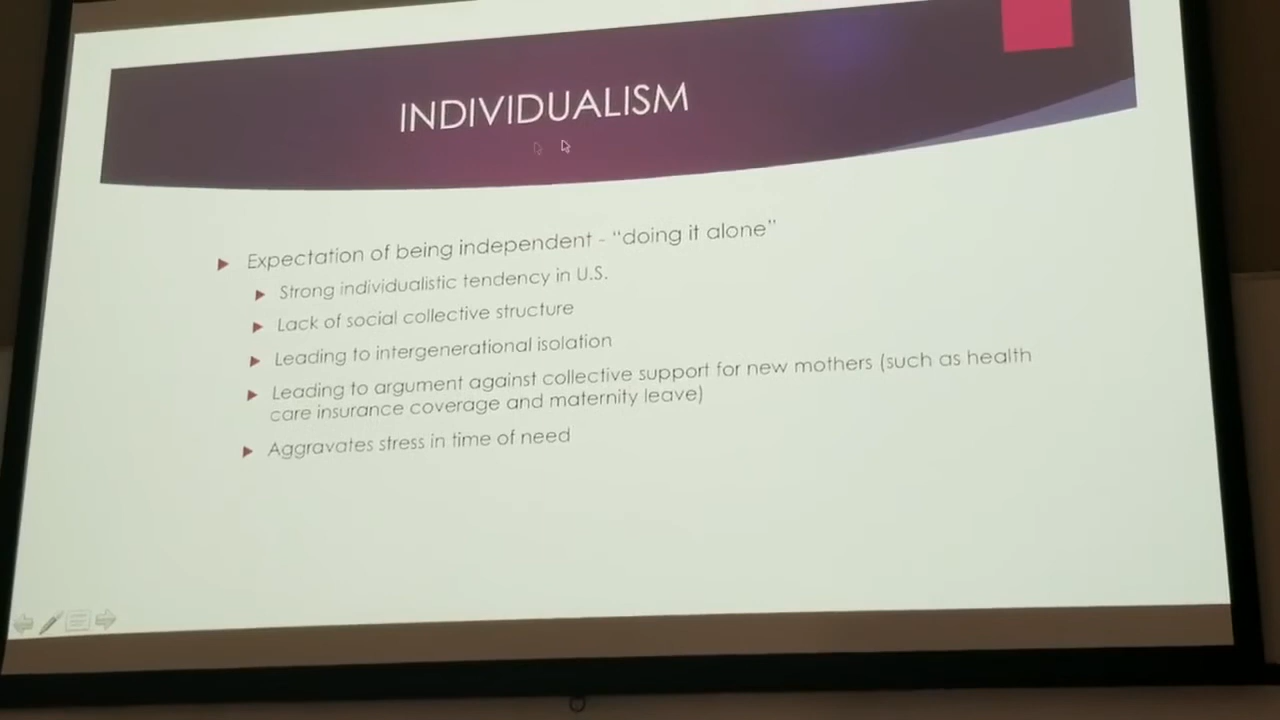 INDIVIDUALISM
Expectation of being independent - "doing it alone"
Strong individualistic tendency in U.S.
Lack of social collective structure
Leading to intergenerational isolation
Leading to argument against collective support for new mothers (such as health
care insurance coverage and maternity leave)
Aggravates stress in time of need